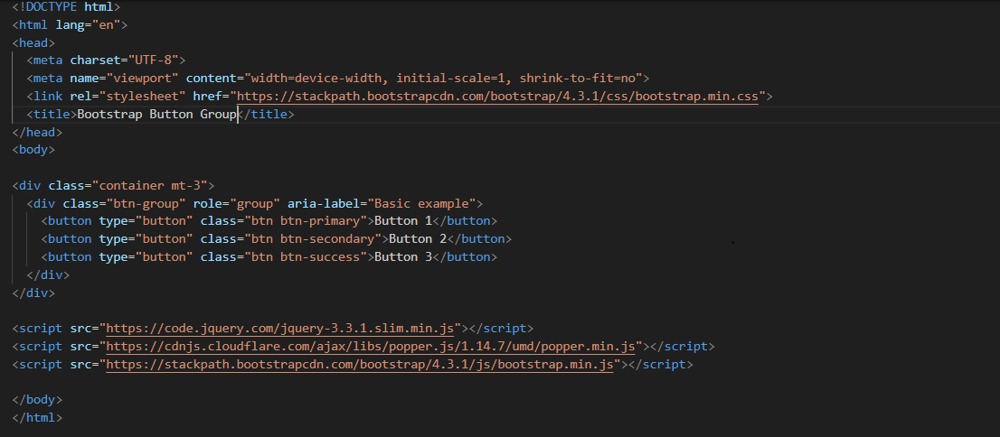 <!DOCTYPE html>
<html lang="en">
<head>
  <meta charset="UTF-8">
  <meta name="viewport" content="width=device-width, initial-scale=1, shrink-to-fit=no">
  <link rel="stylesheet" href="https://stackpath.bootstrapcdn.com/bootstrap/4.3.1/css/bootstrap.min.css">
  <title>Bootstrap Button Group</title>
</head>
<body>

<div class="container mt-3">
  <div class="btn-group" role="group" aria-label="Basic example">
    <button type="button" class="btn btn-primary">Button 1</button>
    <button type="button" class="btn btn-secondary">Button 2</button>
    <button type="button" class="btn btn-success">Button 3</button>
  </div>
</div>

<script src="https://code.jquery.com/jquery-3.3.1.slim.min.js"></script>
<script src="https://cdnjs.cloudflare.com/ajax/libs/popper.js/1.14.7/umd/popper.min.js"></script>
<script src="https://stackpath.bootstrapcdn.com/bootstrap/4.3.1/js/bootstrap.min.js"></script>

</body>
</html>